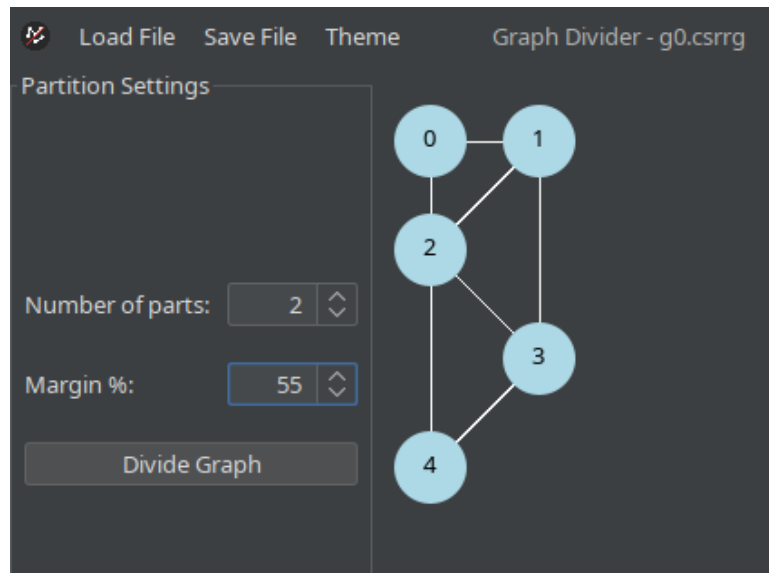 Load File Save File Theme Graph Divider - g0.csrrg
Partition Settings
0 1
2
Number of parts: 2
3
Margin %: 55
Divide Graph
4